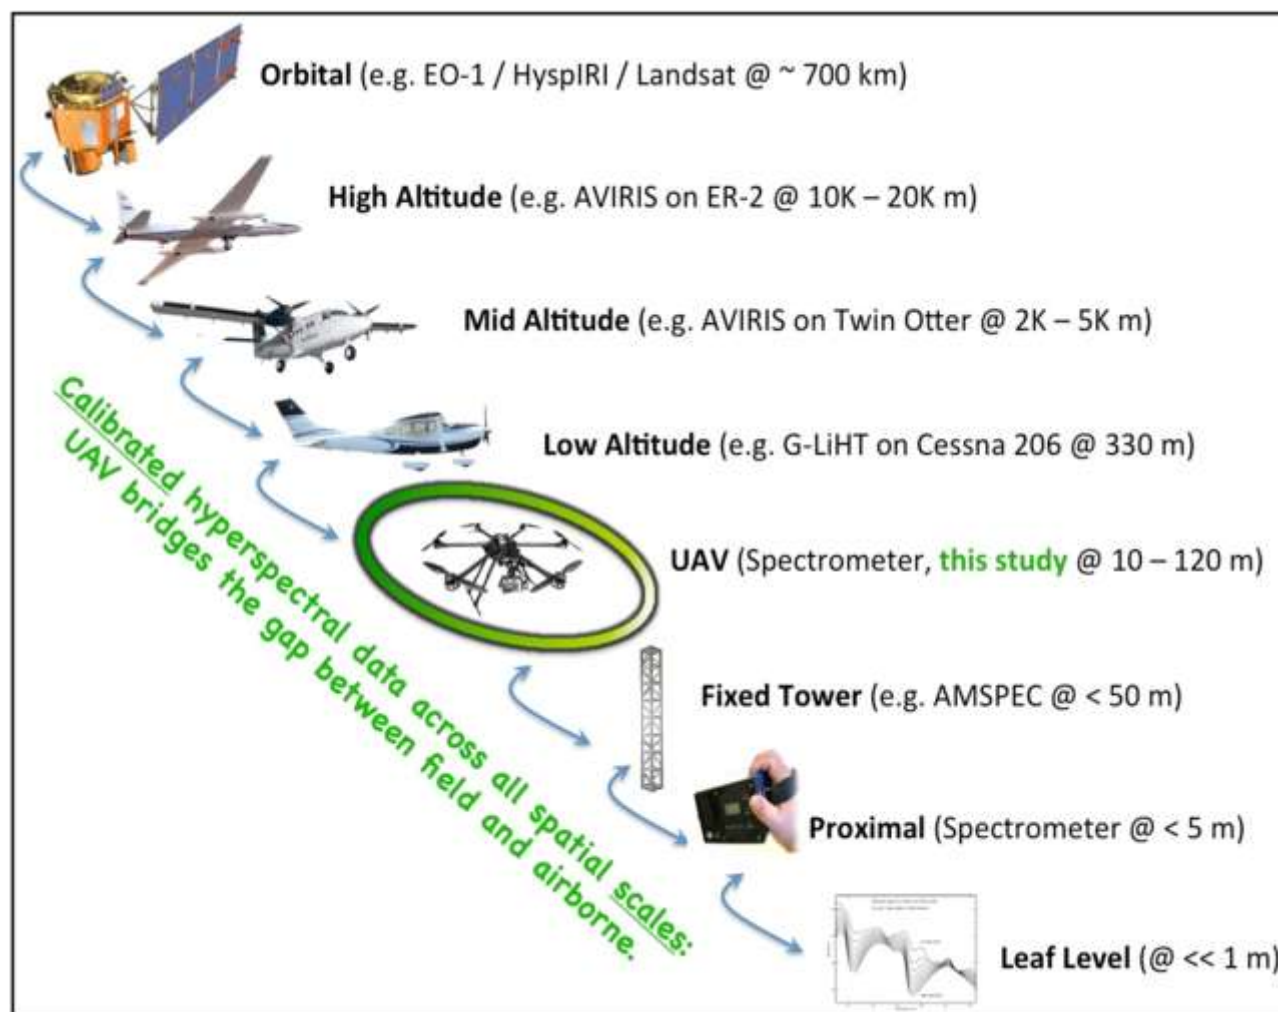 Orbital (e.g. EO-1 / HyspIRI / Landsat @ ~ 700 km)
High Altitude (e.g. AVIRIS on ER-2 @ 10K – 20K m)
Mid Altitude (e.g. AVIRIS on Twin Otter @ 2K – 5K m)
Low Altitude (e.g. G-LiHT on Cessna 206 @ 330 m)
UAV (Spectrometer, this study @ 10 – 120 m)
Fixed Tower (e.g. AMSPEC @ < 50 m)
Proximal (Spectrometer @ < 5 m)
Leaf Level (@ << 1 m)
Calibrated hyperspectral data across all spatial scales:
UAV bridges the gap between field and airborne.